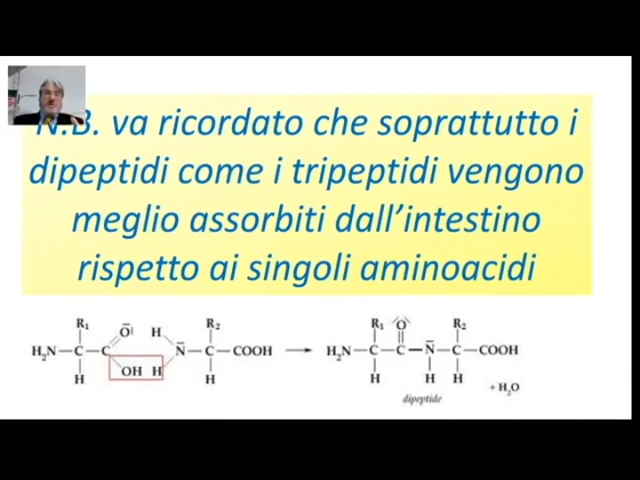 N.B. va ricordato che soprattutto i
dipeptidi come i tripeptidi vengono
meglio assorbiti dall'intestino
rispetto ai singoli aminoacidi
R₁ O H R₂ R₁ O R₂
H₂N—C—C N—C—COOH → H₂N—C—C—N—C—COOH
H OH H H H H H + H₂O
dipeptide